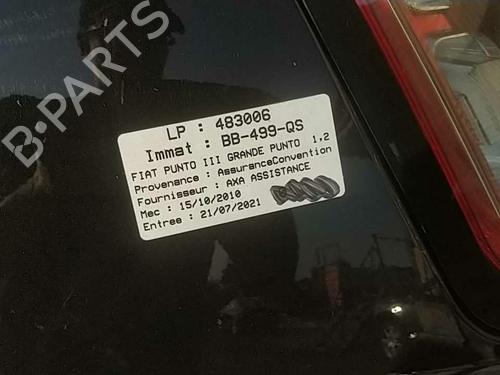 B-PARTS
LP : 483006
Immat : BB-499-QS
FIAT PUNTO III GRANDE PUNTO 1,2
Provenance : AssuranceConvention
Fournisseur : AXA ASSISTANCE
Mec : 15/10/2010
Entree : 21/07/2021